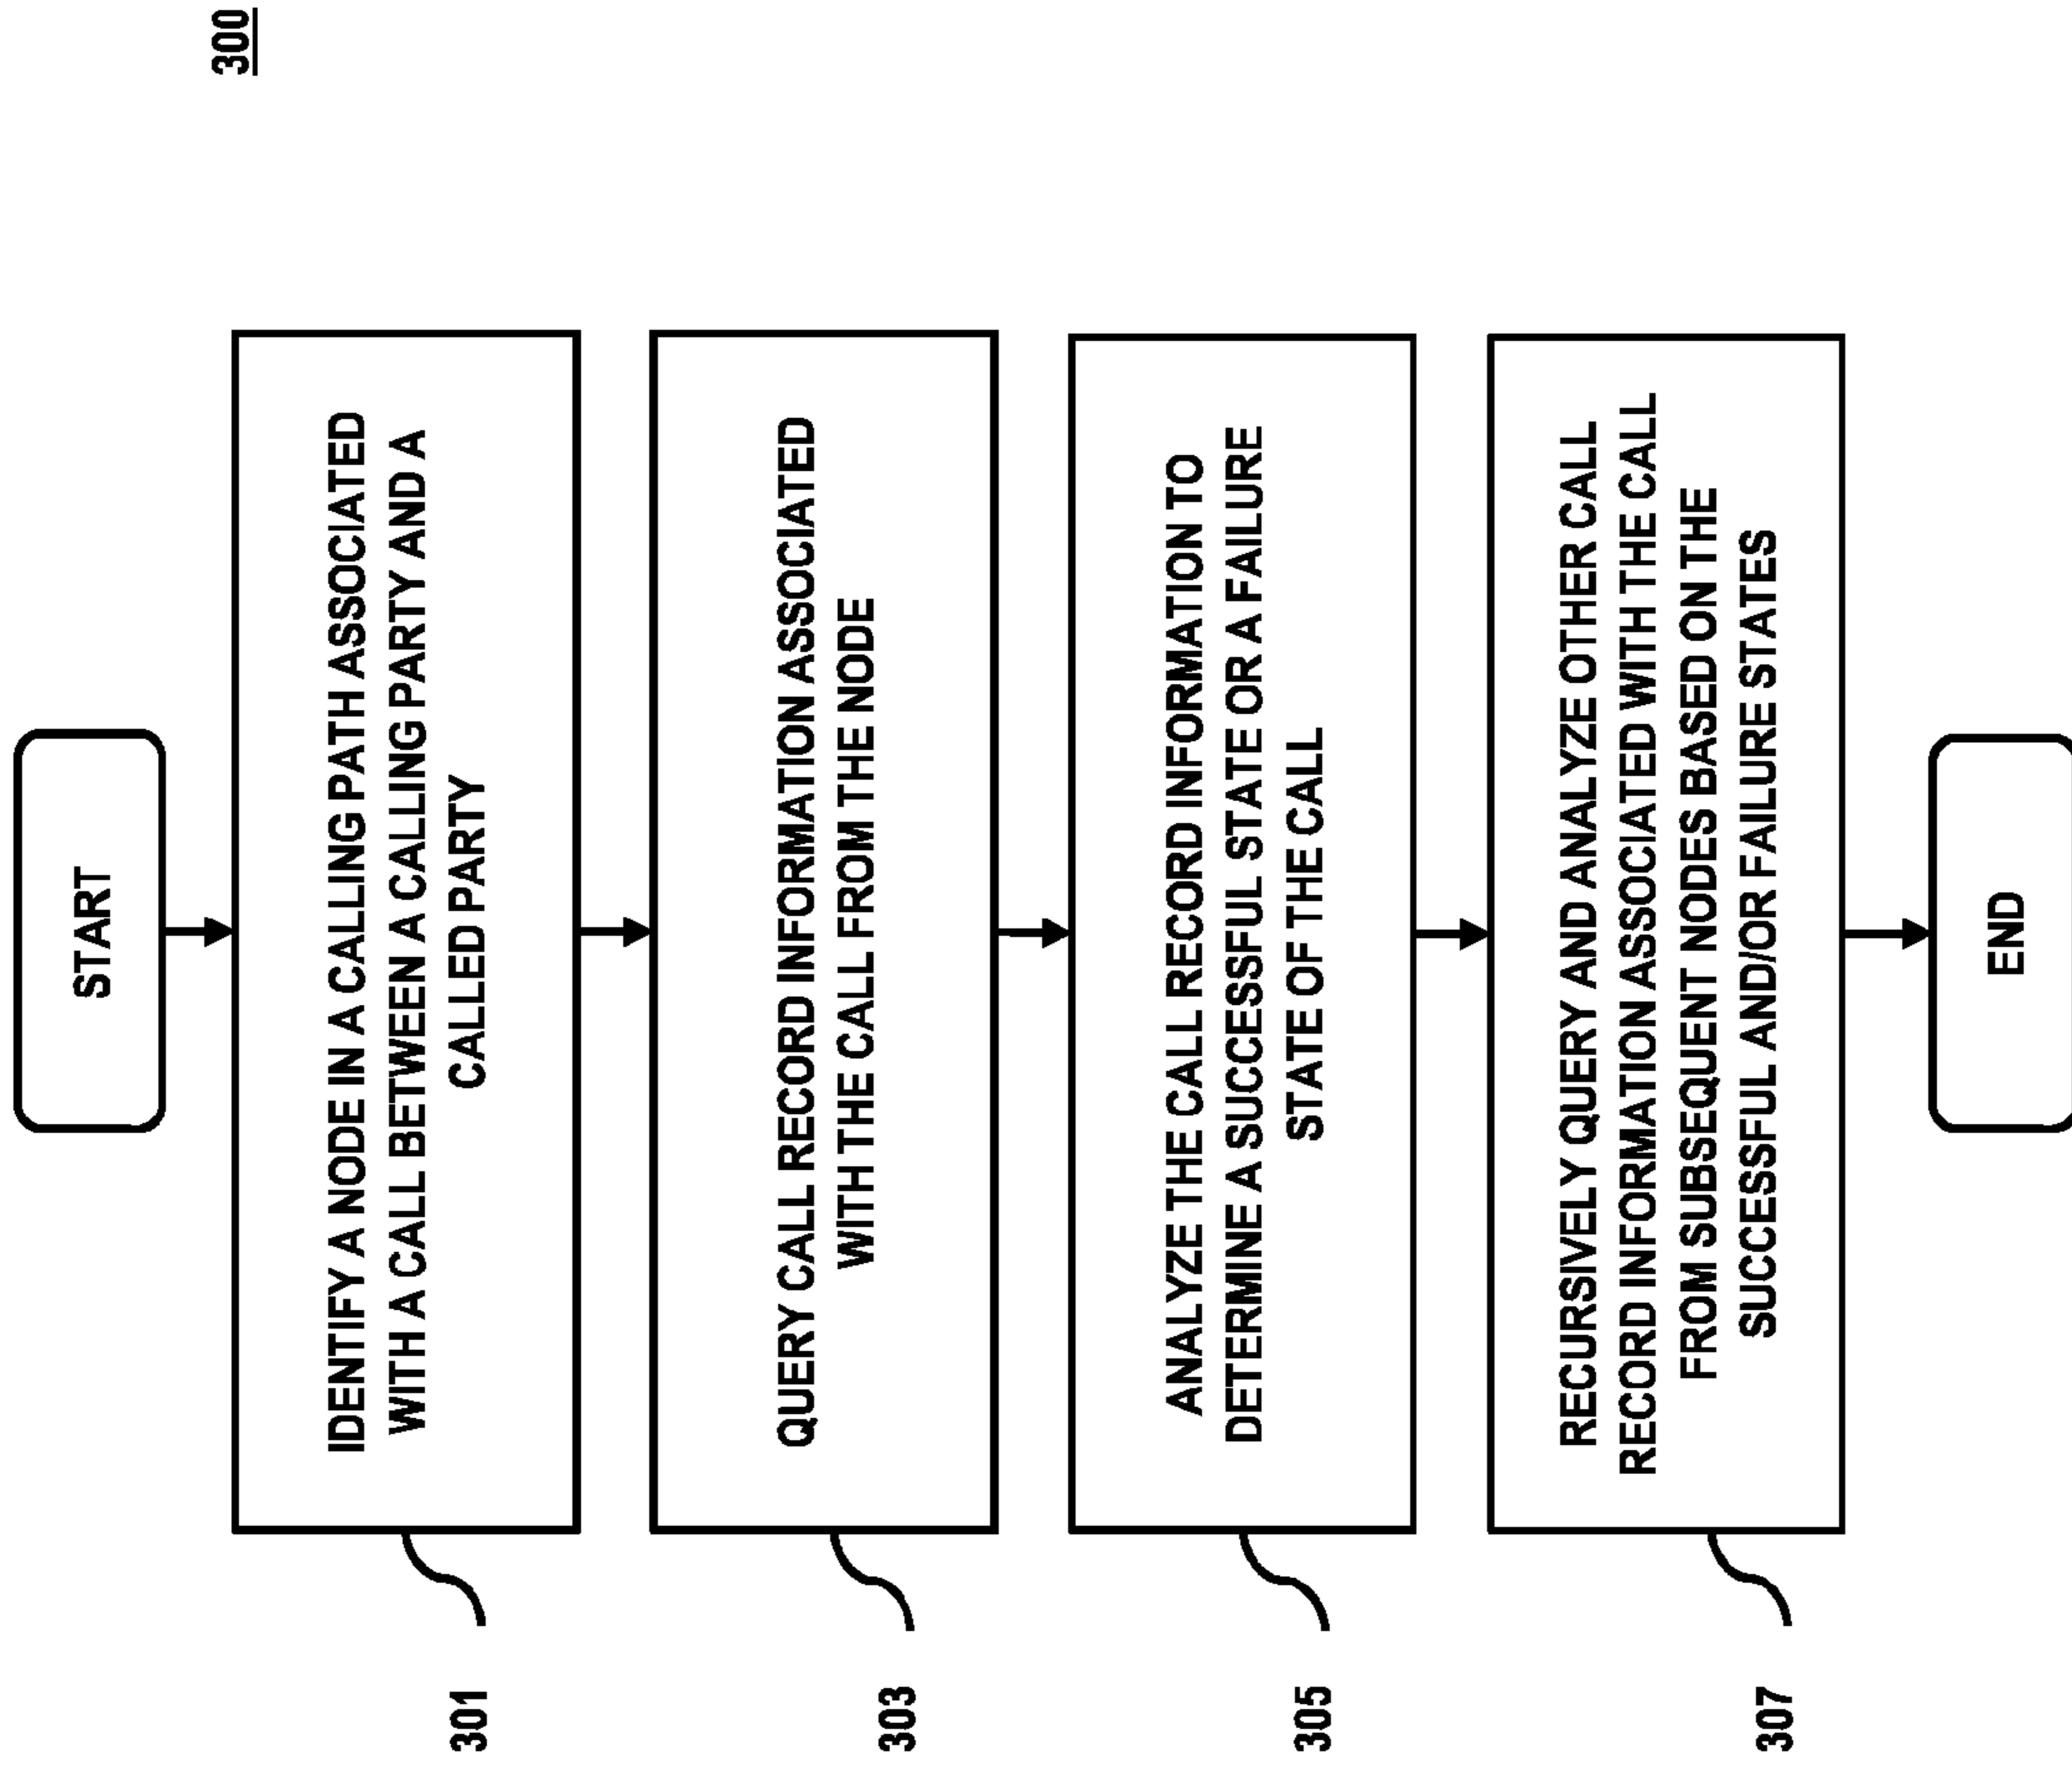 300
START
301
IDENTIFY A NODE IN A CALLING PATH ASSOCIATED
WITH A CALL BETWEEN A CALLING PARTY AND A
CALLED PARTY
303
QUERY CALL RECORD INFORMATION ASSOCIATED
WITH THE CALL FROM THE NODE
305
ANALYZE THE CALL RECORD INFORMATION TO
DETERMINE A SUCCESSFUL STATE OR A FAILURE
STATE OF THE CALL
307
RECURSIVELY QUERY AND ANALYZE OTHER CALL
RECORD INFORMATION ASSOCIATED WITH THE CALL
FROM SUBSEQUENT NODES BASED ON THE
SUCCESSFUL AND/OR FAILURE STATES
END